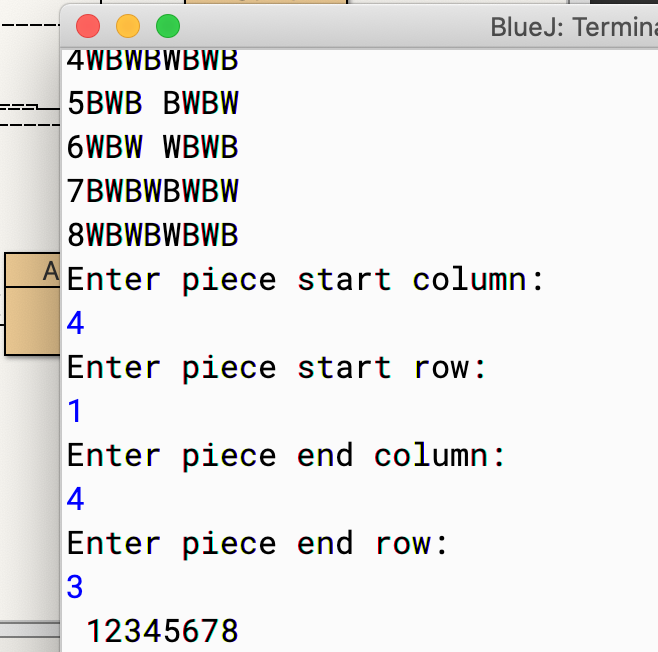 BlueJ: Termina
4WBWBWBWB
5BWB BWBW
6WBW WBWB
7BWBWBWBW
8WBWBWBWB
A
Enter piece start column:
4
Enter piece start row:
1
Enter piece end column:
4
Enter piece end row:
3
 12345678